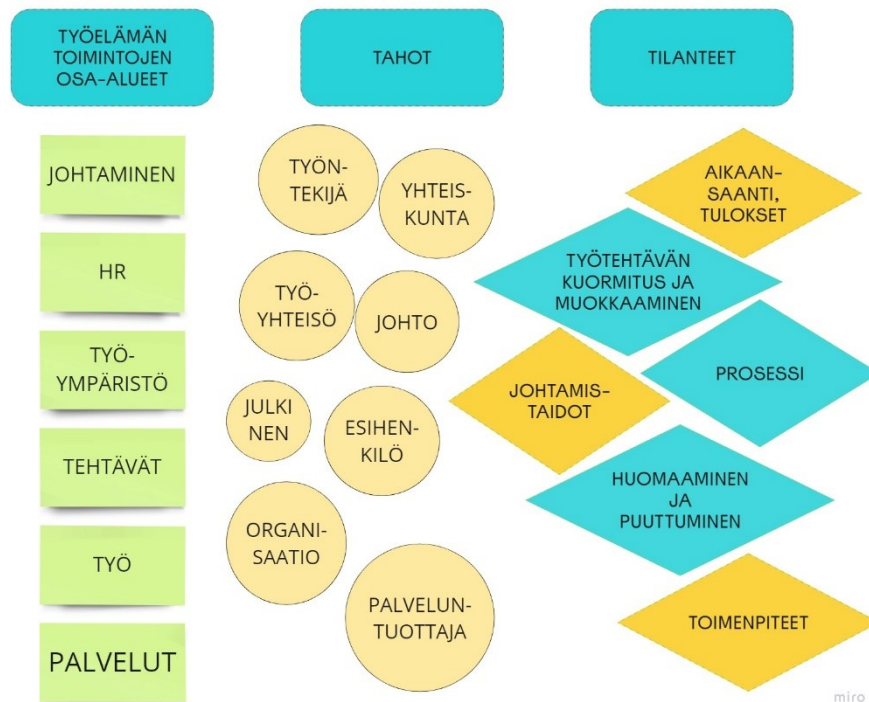 TYÖELÄMÄN
TOIMINTOJEN
OSA-ALUEET
TAHOT
TILANTEET
JOHTAMINEN
HR
TYÖ-
YMPÄRISTÖ
TEHTÄVÄT
TYÖ
PALVELUT
TYÖN-
TEKIJÄ
YHTEIS-
KUNTA
TYÖ-
YHTEISÖ
JOHTO
JULKI
NEN
ESIHEN-
KILÖ
ORGANI-
SAATIO
PALVELUN-
TUOTTAJA
AIKAAN-
SAANTI,
TULOKSET
TYÖTEHTÄVÄN
KUORMITUS JA
MUOKKAAMINEN
PROSESSI
JOHTAMIS-
TAIDOT
HUOMAAMINEN
JA
PUUTTUMINEN
TOIMENPITEET
miro